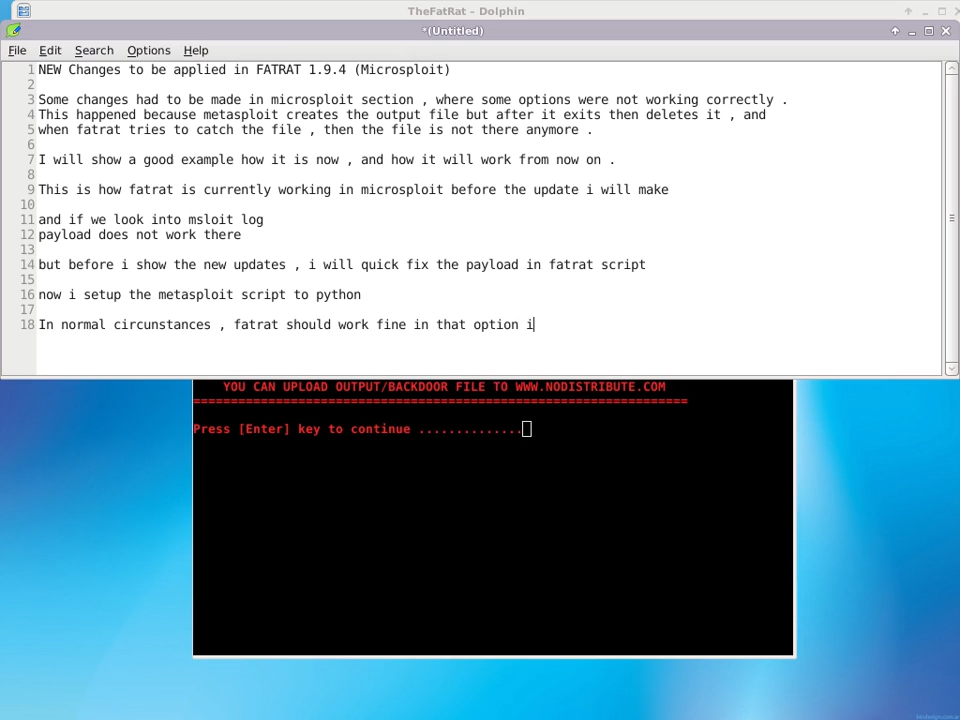 TheFatRat – Dolphin
*(Untitled)
File Edit Search Options Help
1 NEW Changes to be applied in FATRAT 1.9.4 (Microsploit)
2
3 Some changes had to be made in microsploit section , where some options were not working correctly .
4 This happened because metasploit creates the output file but after it exits then deletes it , and
5 when fatrat tries to catch the file , then the file is not there anymore .
6
7 I will show a good example how it is now , and how it will work from now on .
8
9 This is how fatrat is currently working in microsploit before the update i will make
10
11 and if we look into msloit log
12 payload does not work there
13
14 but before i show the new updates , i will quick fix the payload in fatrat script
15
16 now i setup the metasploit script to python
17
18 In normal circunstances , fatrat should work fine in that option i
YOU CAN UPLOAD OUTPUT/BACKDOOR FILE TO WWW.NODISTRIBUTE.COM
==================================================================
Press [Enter] key to continue ..............